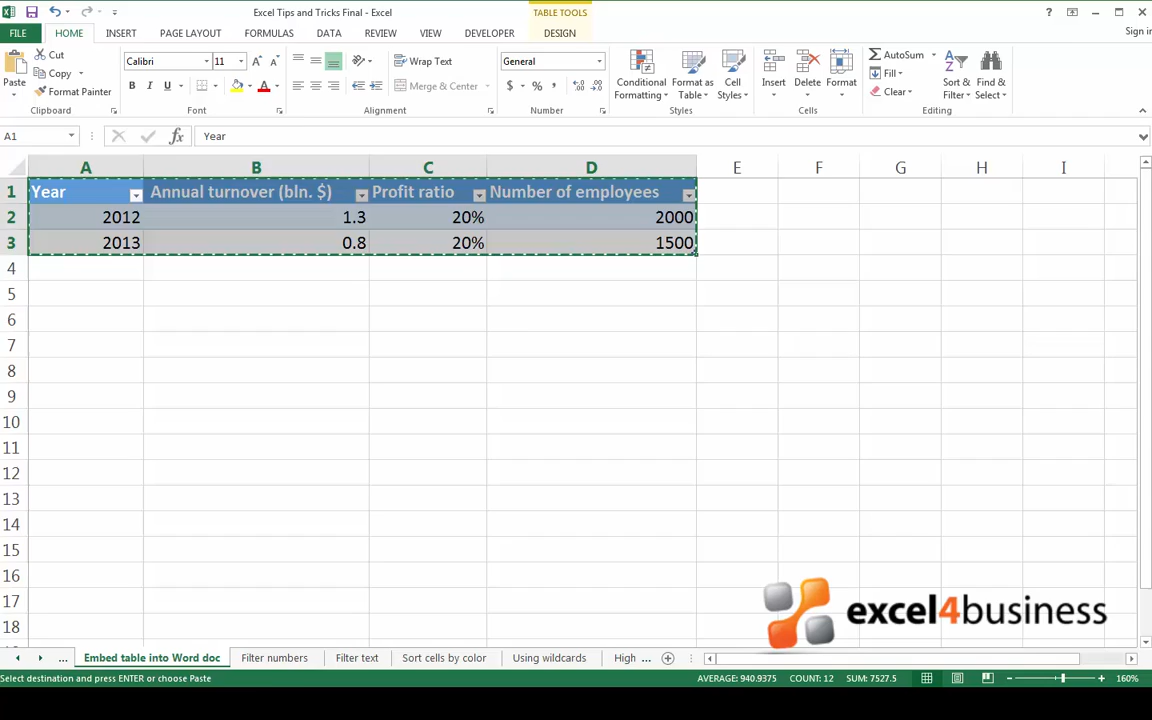 Excel Tips and Tricks Final - Excel
TABLE TOOLS
?
Sign in
FILE HOME INSERT PAGE LAYOUT FORMULAS DATA REVIEW VIEW DEVELOPER DESIGN
Paste
Cut
Copy
Format Painter
Clipboard
Calibri 11
B I U
Font
Wrap Text
Merge & Center
Alignment
General
$ % ,
Number
Conditional Formatting
Format as Table
Cell Styles
Styles
Insert
Delete
Format
Cells
AutoSum
Fill
Clear
Sort & Filter
Find & Select
Editing
A1 fx Year
A B C D E F G H I
1 Year Annual turnover (bln. $) Profit ratio Number of employees
2 2012 1.3 20% 2000
3 2013 0.8 20% 1500
4
5
6
7
8
9
10
11
12
13
14
15
16
17
18
excel4business
... Embed table into Word doc Filter numbers Filter text Sort cells by color Using wildcards High ...
Select destination and press ENTER or choose Paste AVERAGE: 940.9375 COUNT: 12 SUM: 7527.5 160%